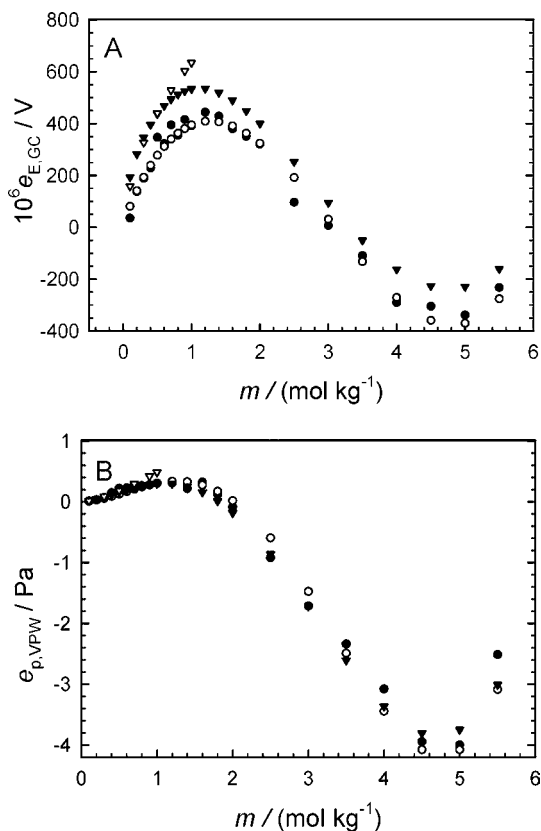 A
800
600
400
200
0
-200
-400
10⁶e_E,GC / V
0 1 2 3 4 5 6
m / (mol kg⁻¹)
B
1
0
-1
-2
-3
-4
e_p,VPW / Pa
0 1 2 3 4 5 6
m / (mol kg⁻¹)